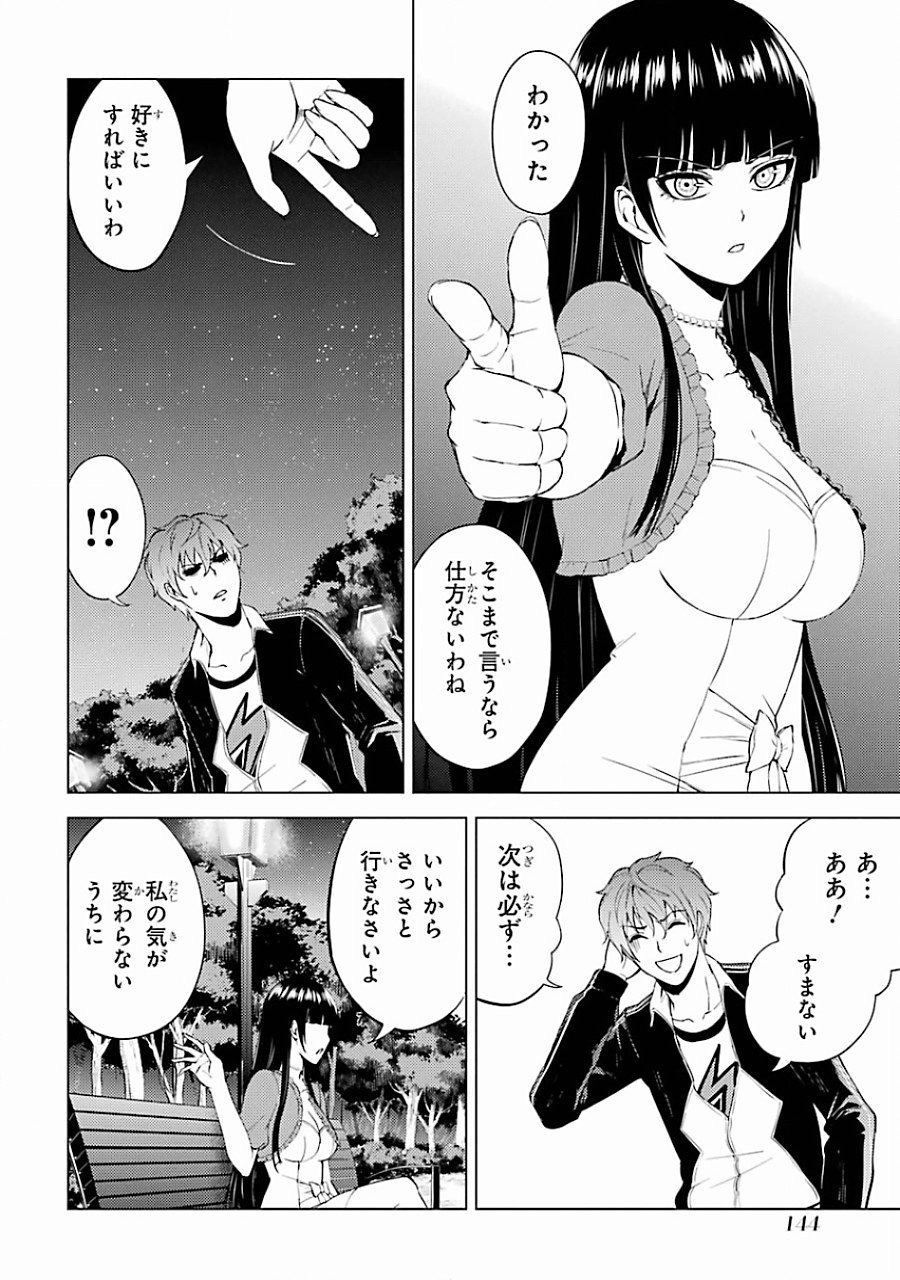 わかった
そこまで言うなら
仕方ないわね
好きに
すればいいわ
!?
あ…
ああ！
すまない
次は必ず…
いいから
さっさと
行きなさいよ
私の気が
変わらない
うちに
144